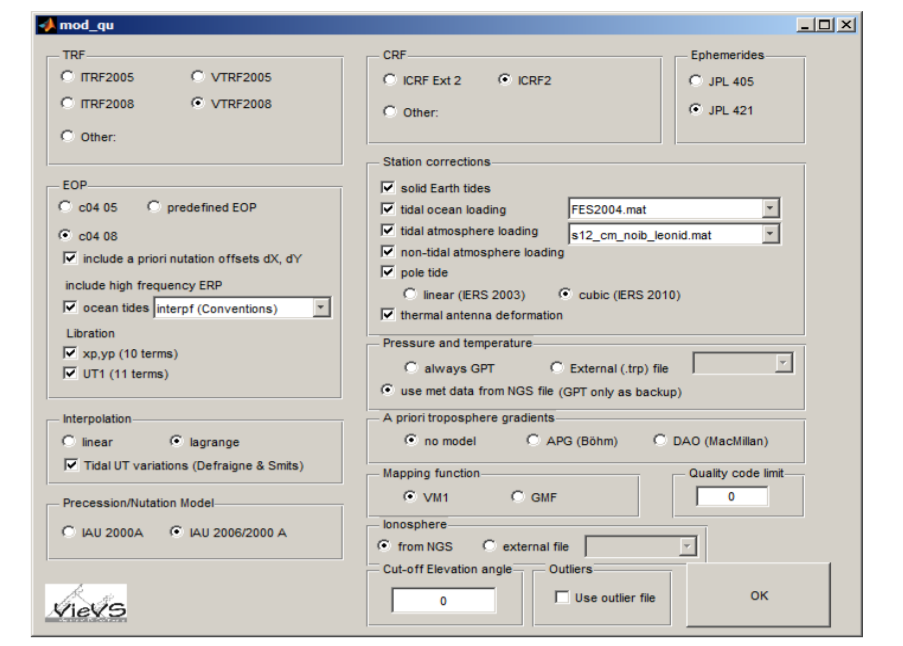 mod_qu
TRF
ITRF2005
VTRF2005
ITRF2008
VTRF2008
Other:
EOP
c04 05
predefined EOP
c04 08
include a priori nutation offsets dX, dY
include high frequency ERP
ocean tides
interpf (Conventions)
Libration
xp,yp (10 terms)
UT1 (11 terms)
Interpolation
linear
lagrange
Tidal UT variations (Defraigne & Smits)
Precession/Nutation Model
IAU 2000A
IAU 2006/2000 A
VieVS
CRF
ICRF Ext 2
ICRF2
Other:
Ephemerides
JPL 405
JPL 421
Station corrections
solid Earth tides
tidal ocean loading
FES2004.mat
tidal atmosphere loading
s12_cm_noib_leonid.mat
non-tidal atmosphere loading
pole tide
linear (IERS 2003)
cubic (IERS 2010)
thermal antenna deformation
Pressure and temperature
always GPT
External (.trp) file
use met data from NGS file (GPT only as backup)
A priori troposphere gradients
no model
APG (Böhm)
DAO (MacMillan)
Mapping function
VM1
GMF
Quality code limit
0
Ionosphere
from NGS
external file
Cut-off Elevation angle
0
Outliers
Use outlier file
OK